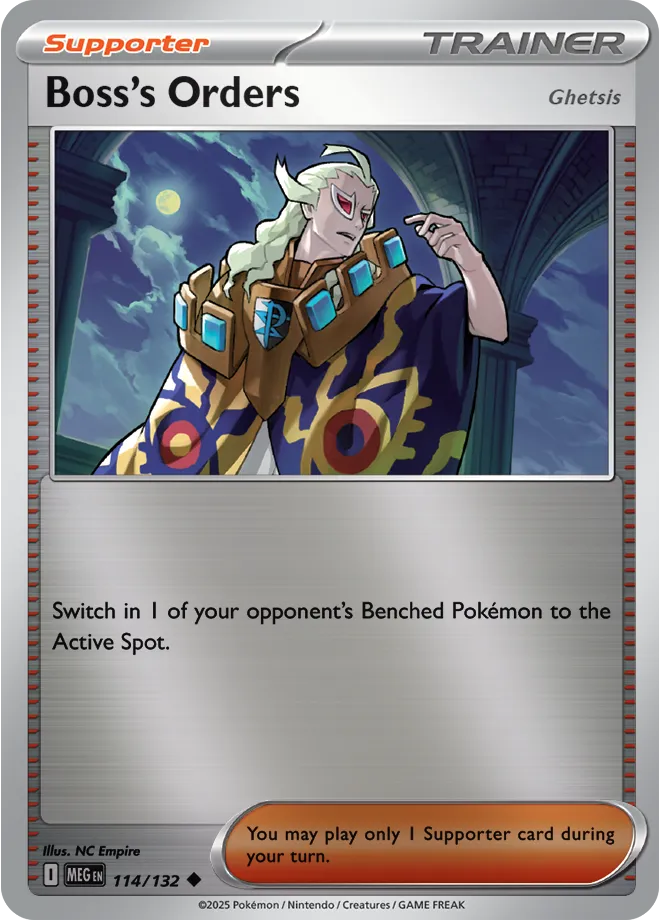 Supporter
TRAINER
Boss's Orders
Ghetsis
Switch in 1 of your opponent's Benched Pokémon to the
Active Spot.
You may play only 1 Supporter card during
your turn.
Illus. NC Empire
I MEG EN 114/132 ◆
©2025 Pokémon / Nintendo / Creatures / GAME FREAK